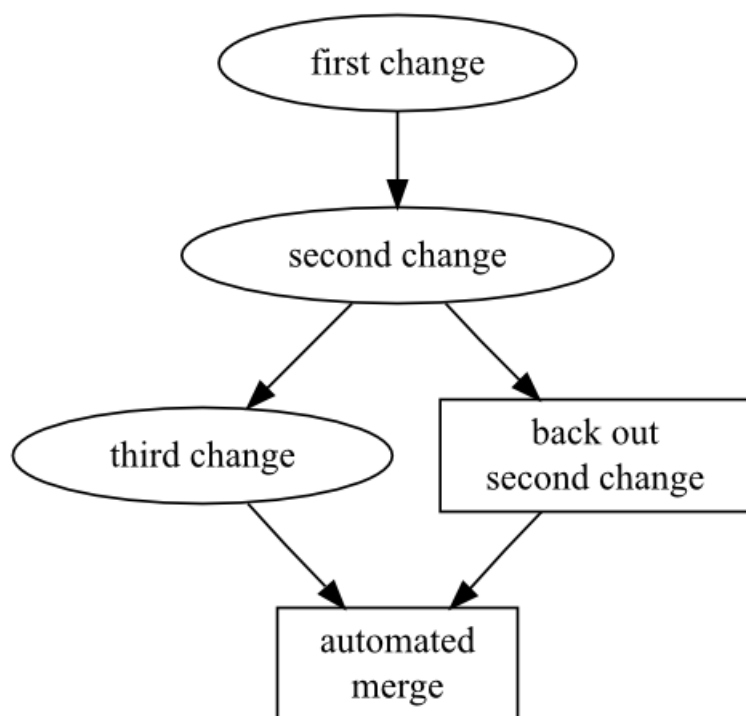 first change
second change
third change
back out
second change
automated
merge